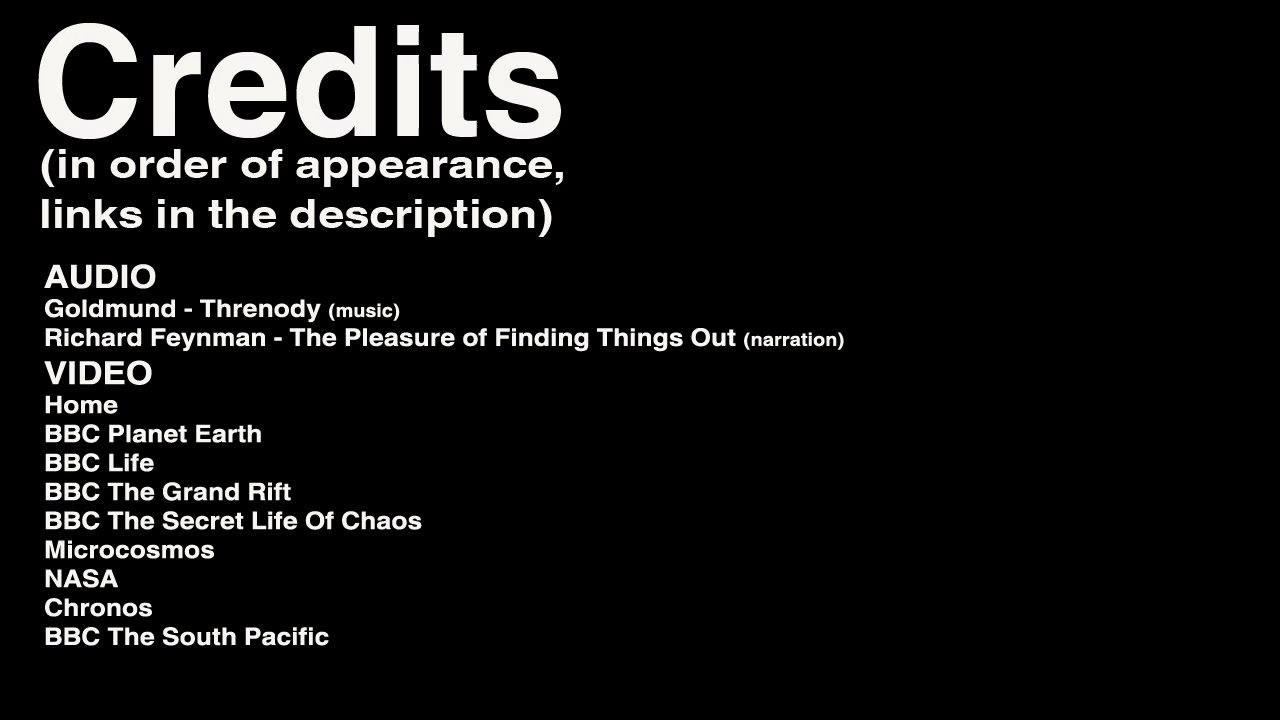 Credits
(in order of appearance,
links in the description)
AUDIO
Goldmund - Threnody (music)
Richard Feynman - The Pleasure of Finding Things Out (narration)
VIDEO
Home
BBC Planet Earth
BBC Life
BBC The Grand Rift
BBC The Secret Life Of Chaos
Microcosmos
NASA
Chronos
BBC The South Pacific